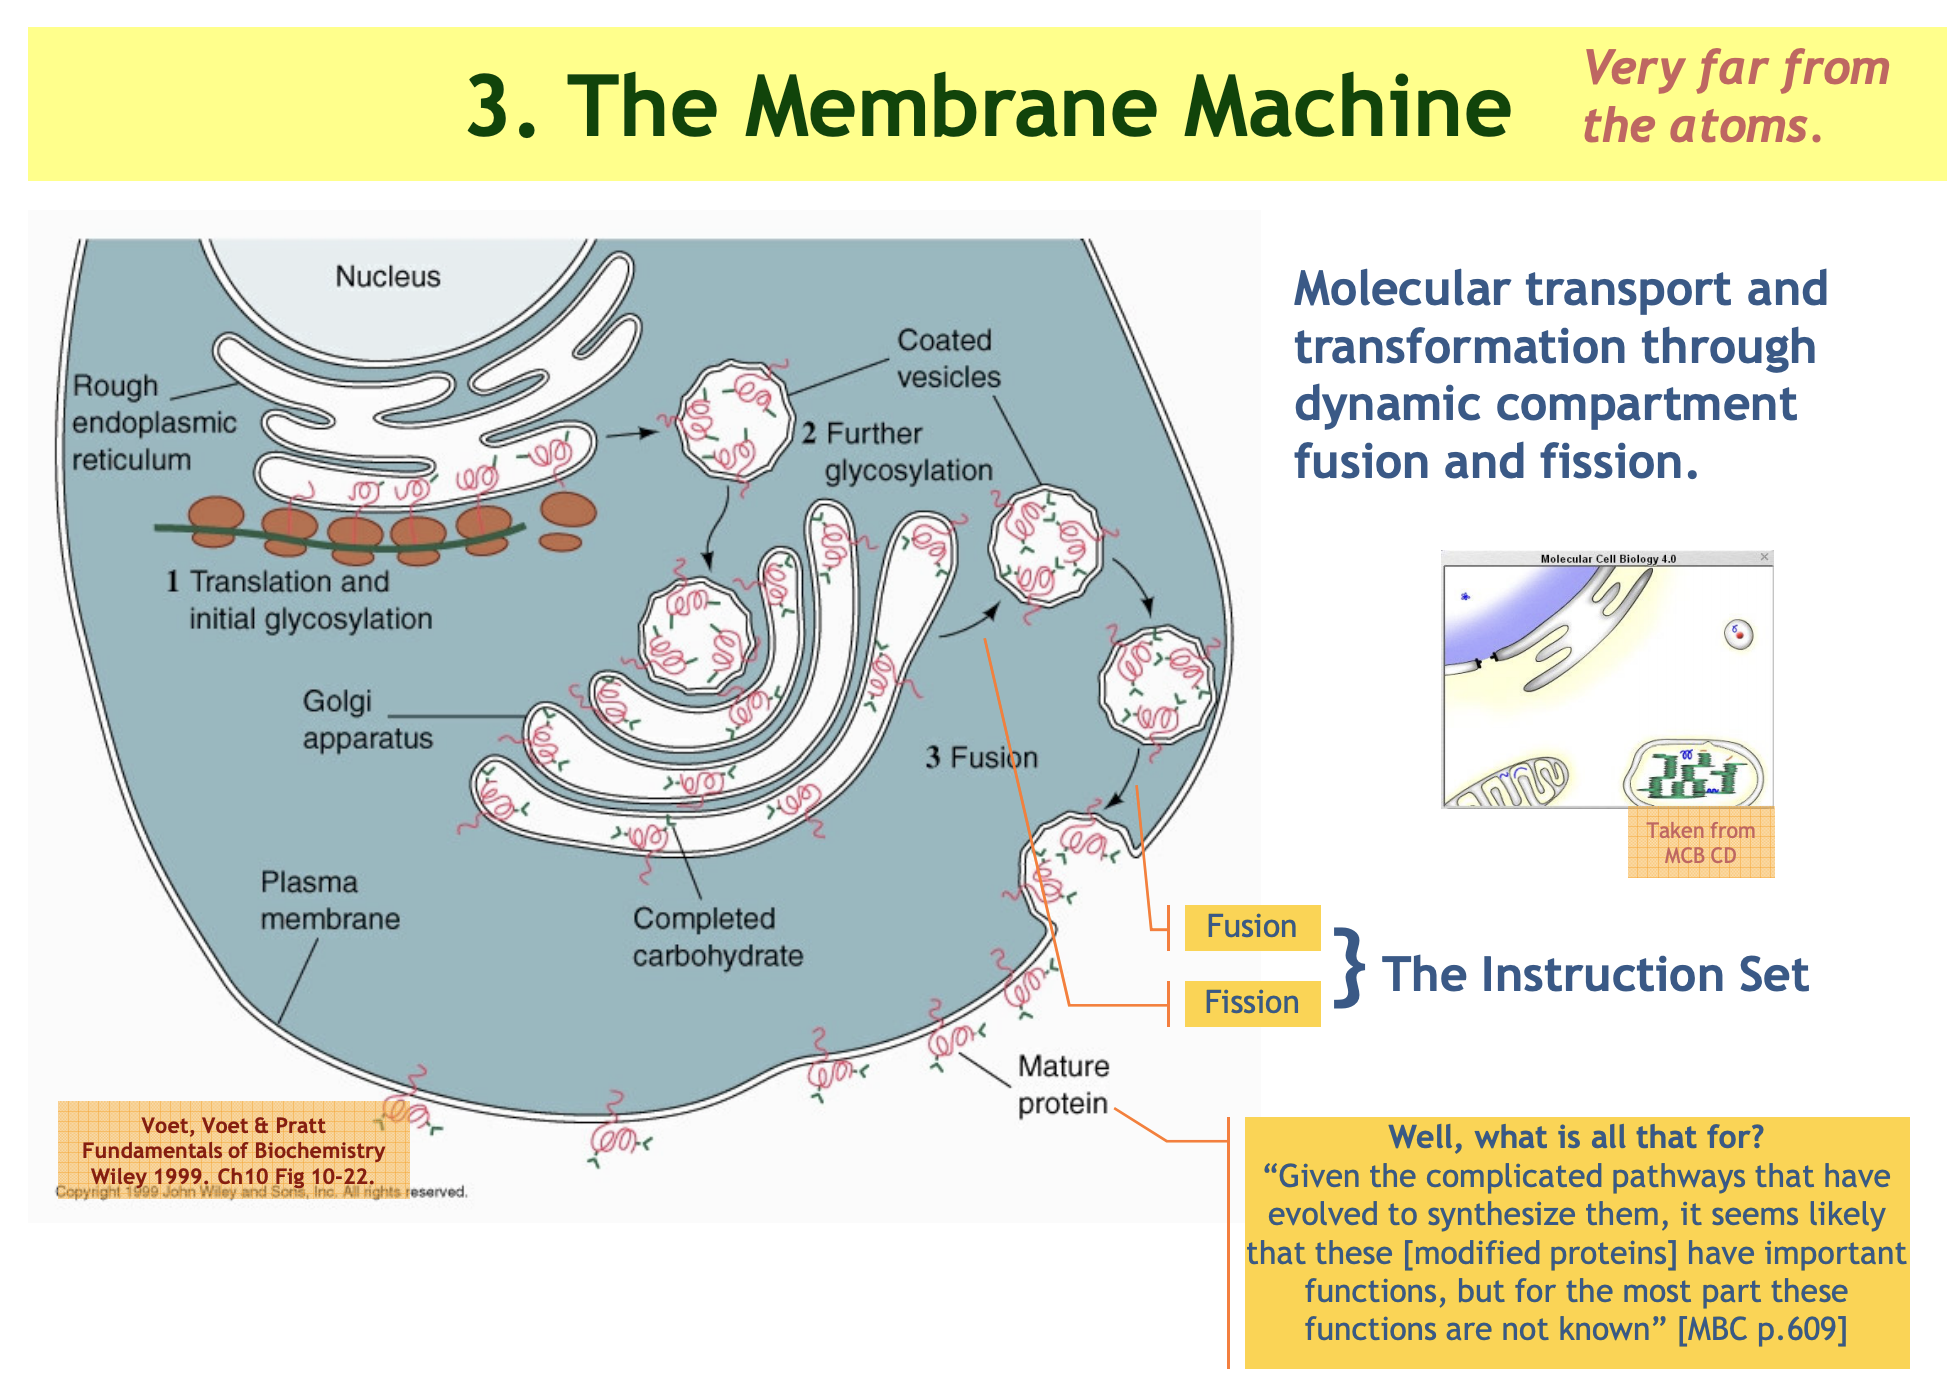 3. The Membrane Machine
Very far from
the atoms.
Nucleus
Rough
endoplasmic
reticulum
Coated
vesicles
2 Further
glycosylation
1 Translation and
initial glycosylation
Golgi
apparatus
3 Fusion
Plasma
membrane
Completed
carbohydrate
Mature
protein
Voet, Voet & Pratt
Fundamentals of Biochemistry
Wiley 1999. Ch10 Fig 10-22.
Copyright 1999 John Wiley and Sons, Inc. All rights reserved.
Molecular transport and
transformation through
dynamic compartment
fusion and fission.
Molecular Cell Biology 4.0
Taken from
MCB CD
Fusion
Fission
} The Instruction Set
Well, what is all that for?
“Given the complicated pathways that have
evolved to synthesize them, it seems likely
that these [modified proteins] have important
functions, but for the most part these
functions are not known” [MBC p.609]